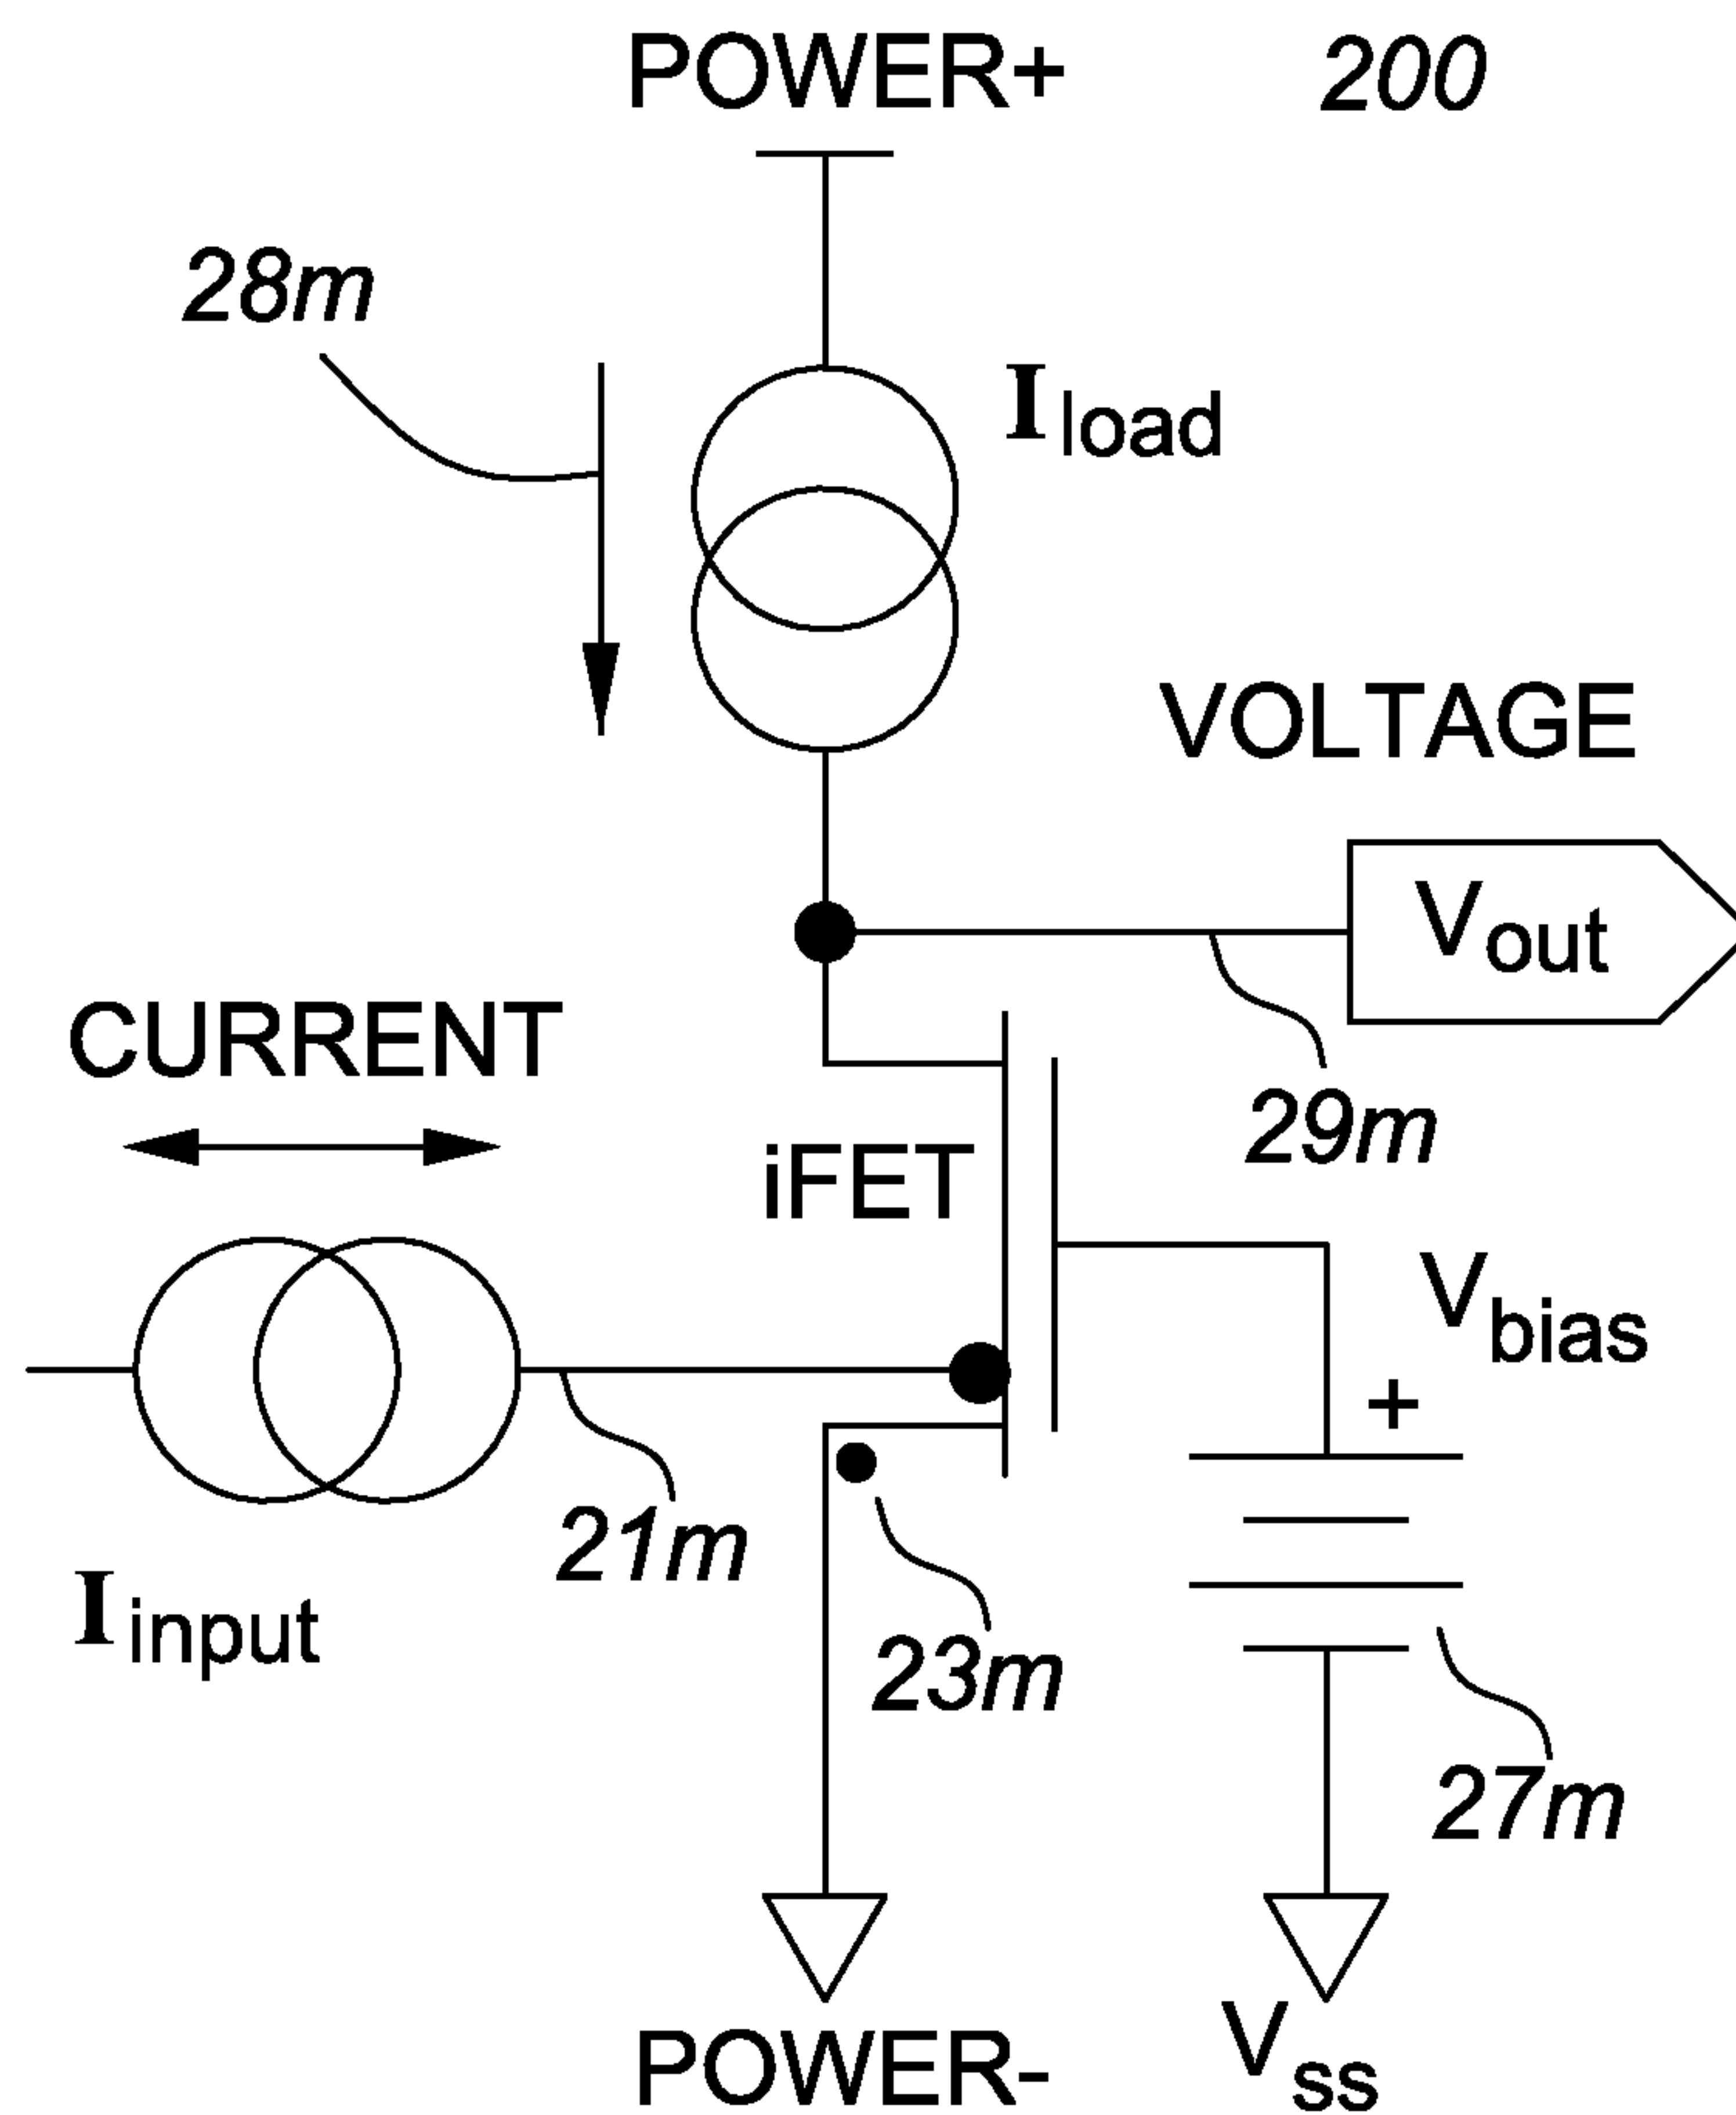 POWER+
200
28m
Iload
VOLTAGE
Vout
CURRENT
29m
iFET
Vbias
+
21m
Iinput
23m
27m
POWER-
Vss